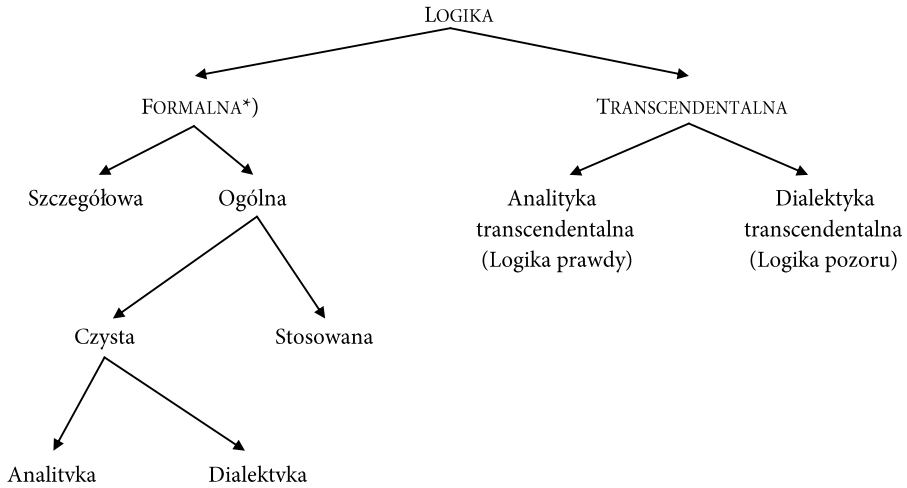 LOGIKA
FORMALNA*)
TRANSCENDENTALNA
Szczegółowa
Ogólna
Analityka
transcendentalna
(Logika prawdy)
Dialektyka
transcendentalna
(Logika pozoru)
Czysta
Stosowana
Analityka
Dialektyka